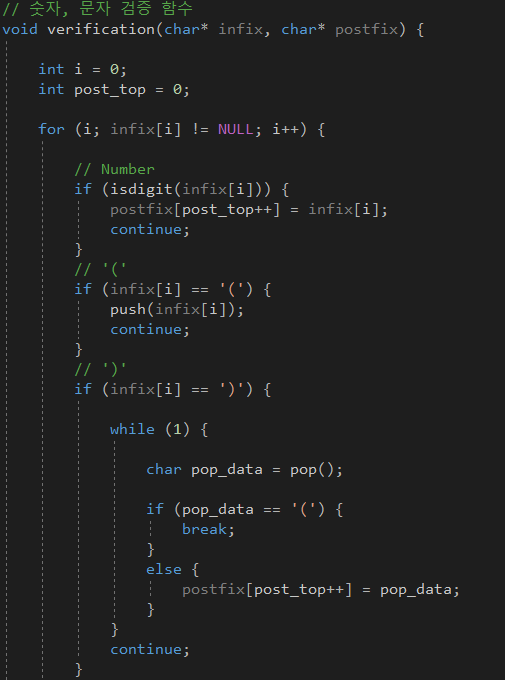 // 숫자, 문자 검증 함수
void verification(char* infix, char* postfix) {
int i = 0;
int post_top = 0;
for (i; infix[i] != NULL; i++) {
// Number
if (isdigit(infix[i])) {
postfix[post_top++] = infix[i];
continue;
}
// '('
if (infix[i] == '(') {
push(infix[i]);
continue;
}
// ')'
if (infix[i] == ')') {
while (1) {
char pop_data = pop();
if (pop_data == '(') {
break;
}
else {
postfix[post_top++] = pop_data;
}
}
continue;
}